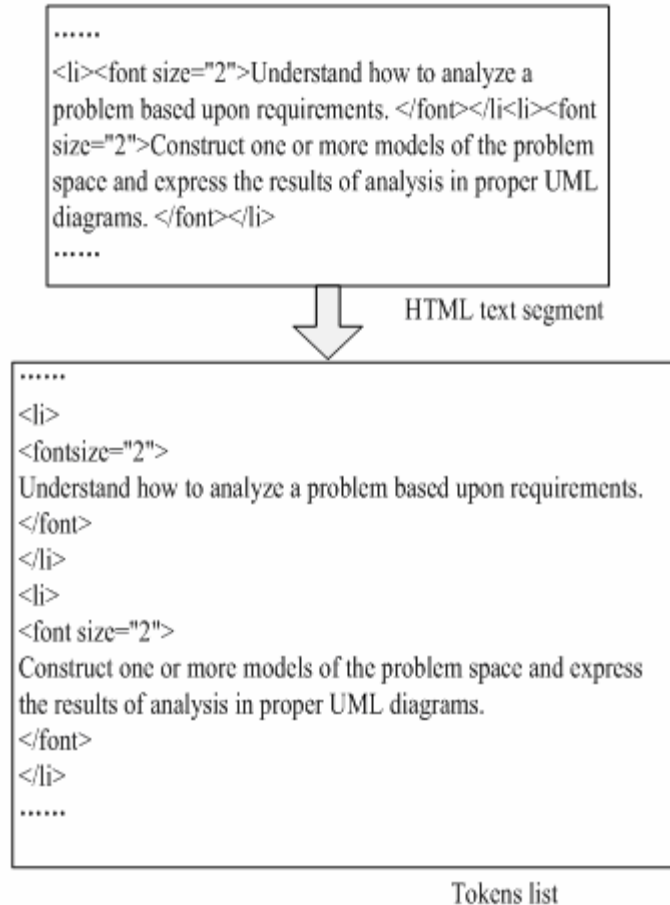 ......
<li><font size="2">Understand how to analyze a
problem based upon requirements. </font></li<li><font
size="2">Construct one or more models of the problem
space and express the results of analysis in proper UML
diagrams. </font></li>
......
HTML text segment
......
<li>
<fontsize="2">
Understand how to analyze a problem based upon requirements.
</font>
</li>
<li>
<font size="2">
Construct one or more models of the problem space and express
the results of analysis in proper UML diagrams.
</font>
</li>
......
Tokens list